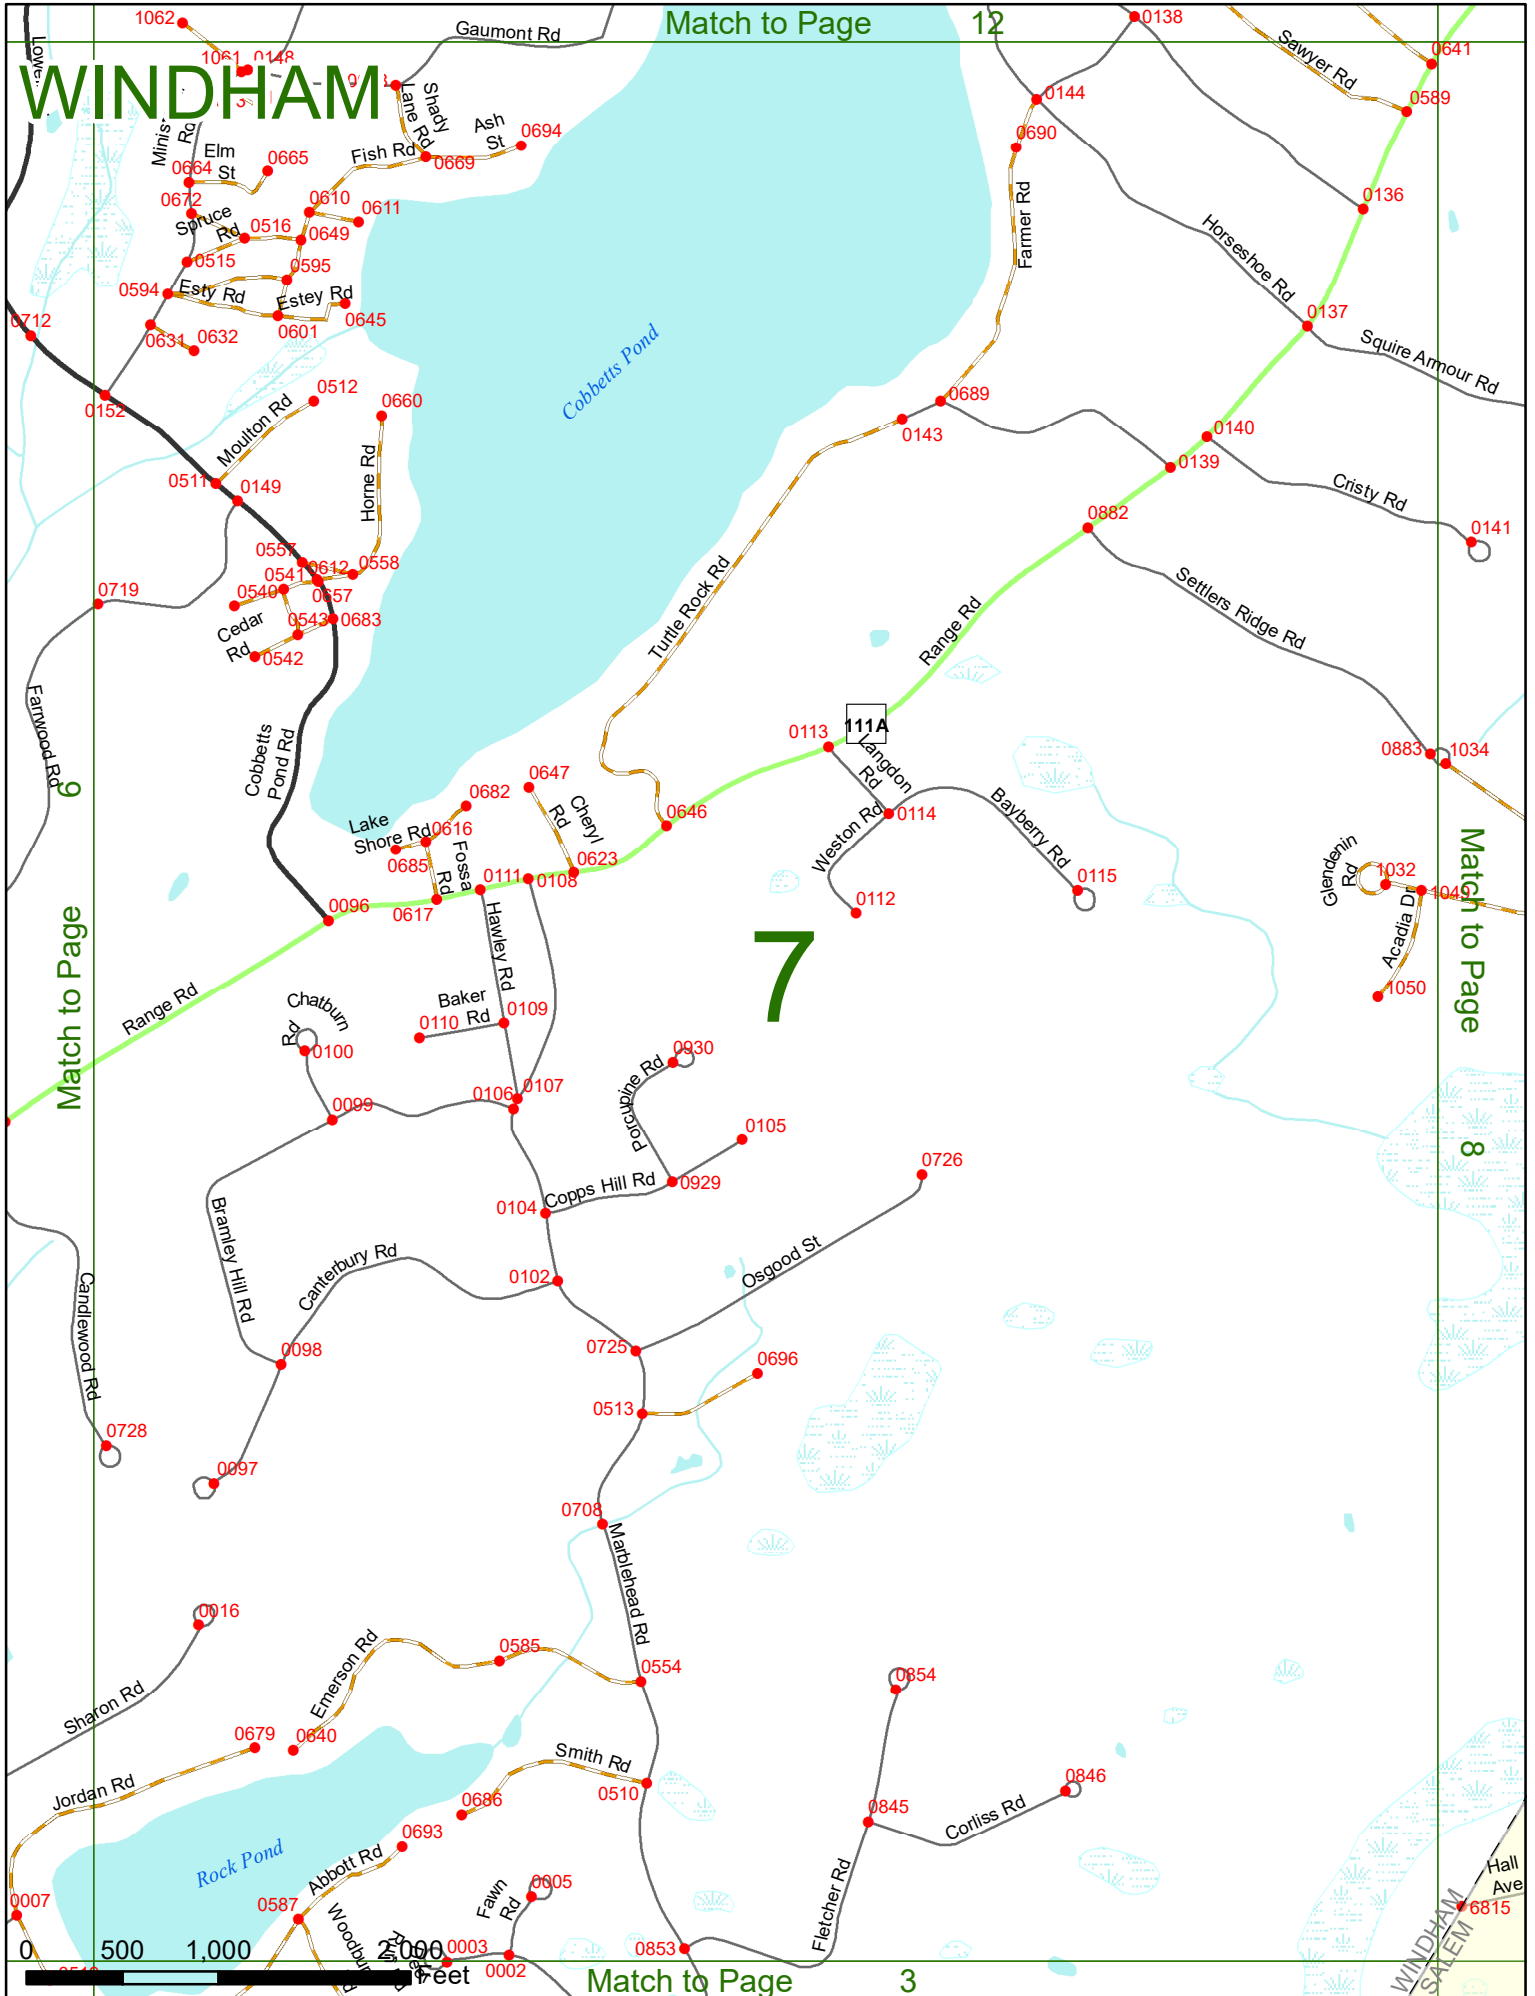 Match to Page 12
WINDHAM
1062
Gaumont Rd
0138
Sawyer Rd
0641
1061
0148
0144
0589
Shady
Lane Rd
Ash
St
0694
0690
Elm
St
0665
Fish Rd
0669
0664
Rd
0672
Spruce
Rd
0516
0610
0611
0649
0136
0515
Farmer Rd
Horseshoe Rd
0594
Esty Rd
0595
Estey Rd
0645
0601
0712
0631
0632
0137
Squire Armour Rd
Cobbetts Pond
0152
Moulton Rd
0512
0660
0689
0143
0140
0139
Horne Rd
0511
0149
Cristy Rd
0882
0141
0557
0612
0558
0541
0540
0657
0719
Cedar
Rd
0543
0683
0542
Turtle Rock Rd
Range Rd
Settlers Ridge Rd
Farrwood Rd
Cobbetts
Pond Rd
111A
0113
Langdon
Rd
0883
1034
6
0647
0682
Cheryl
Rd
0646
0114
Weston Rd
Bayberry Rd
Lake
Shore Rd
0616
0685
Fossa
Rd
0623
0111
0108
0115
0112
Glendenin
Rd
1032
1049
Acadia Dr
1050
Match to Page
8
0096
0617
Hawley Rd
7
Match to Page
Range Rd
Chatburn
Rd
0100
Baker
Rd
0110
0109
0930
Porcupine Rd
0106
0107
0099
0105
0929
0726
Copps Hill Rd
0104
Bramley Hill Rd
Canterbury Rd
0102
Osgood St
Candlewood Rd
0098
0725
0696
0513
0728
0097
0708
Marblehead Rd
0016
Sharon Rd
Emerson Rd
0585
0554
0854
0679
0640
Smith Rd
0510
Jordan Rd
0686
0846
0845
Corliss Rd
0693
Rock Pond
Abbott Rd
Fawn
Rd
0005
Fletcher Rd
Hall
Ave
6815
0007
0587
0003
0002
0853
WINDHAM
SALEM
0 500 1,000 2,000
Feet
Match to Page 3